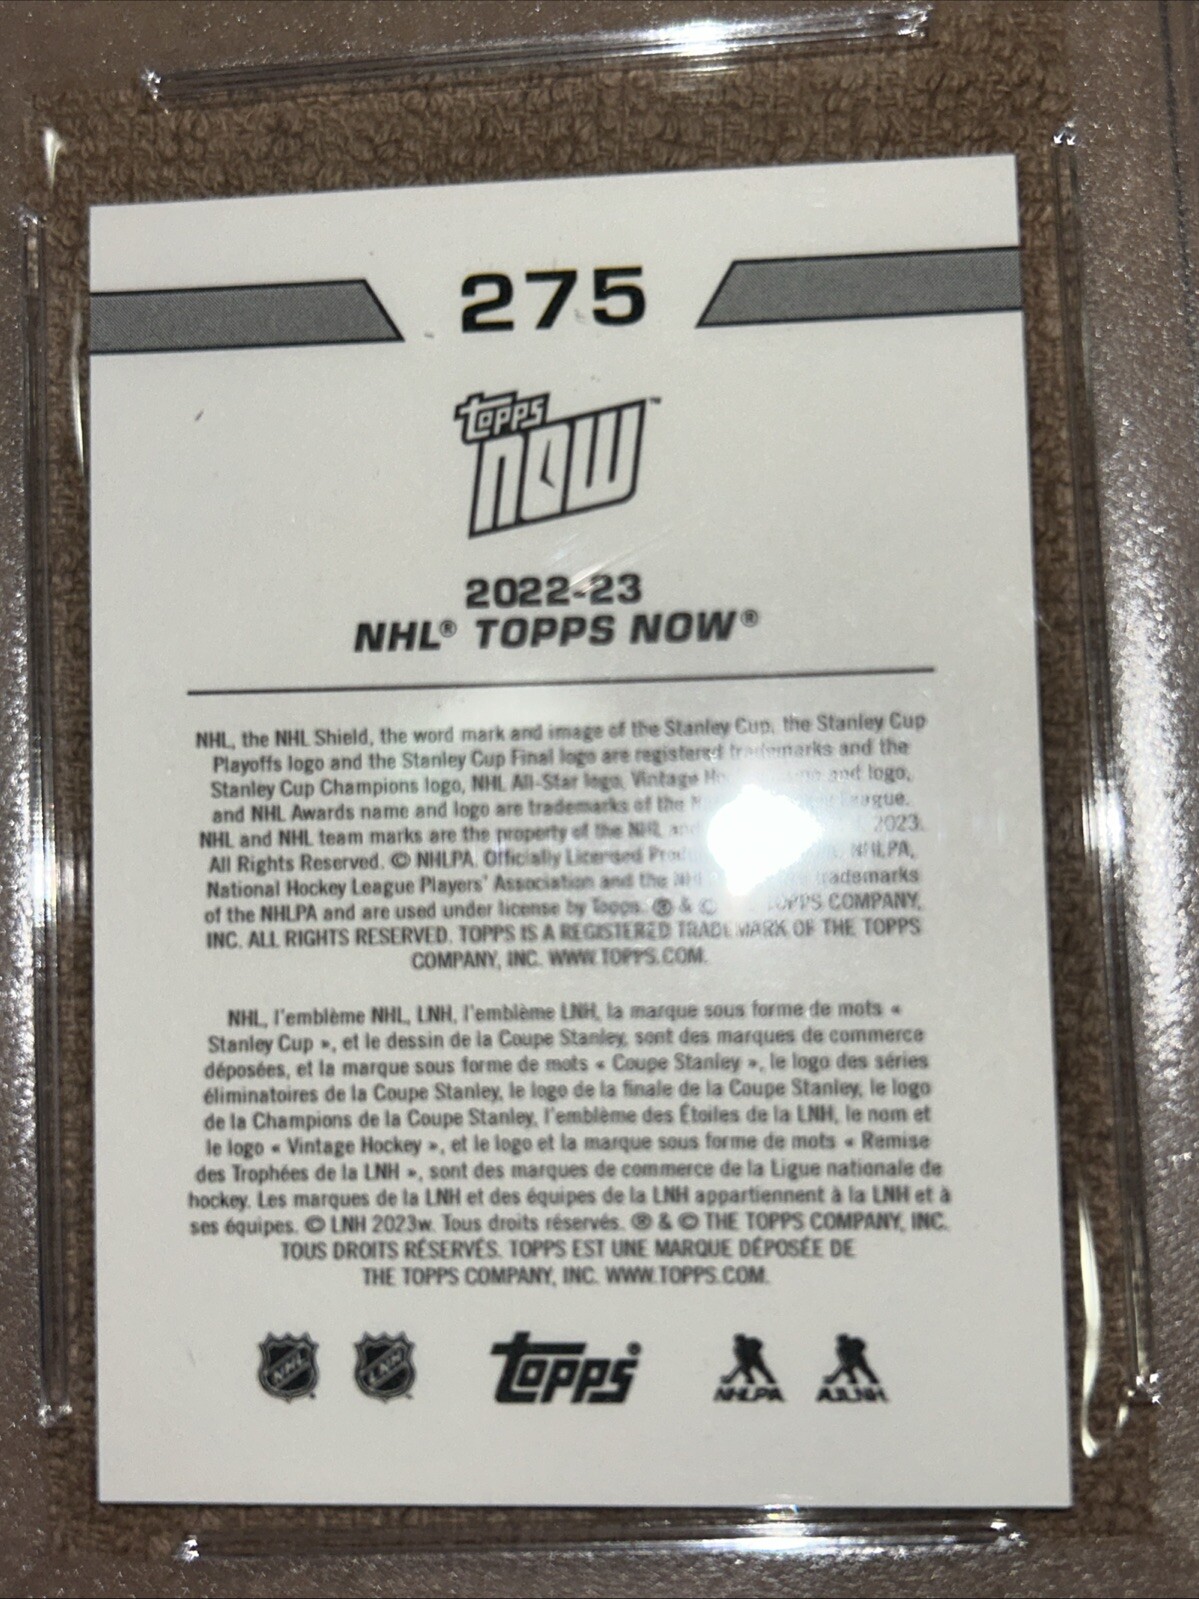 275
topps
NOW™
2022-23
NHL® TOPPS NOW®
NHL, the NHL Shield, the word mark and image of the Stanley Cup, the Stanley Cup
Playoffs logo and the Stanley Cup Final logo are registered trademarks and the
Stanley Cup Champions logo, NHL All-Star logo, Vintage and logo,
and NHL Awards name and logo are trademarks of the League.
NHL and NHL team marks are the property of the NHL and 2023.
All Rights Reserved. © NHLPA. Officially Licensed NHLPA,
National Hockey League Players' Association and the trademarks
of the NHLPA and are used under license by Topps. ® & © TOPPS COMPANY,
INC. ALL RIGHTS RESERVED. TOPPS IS A REGISTERED TRADEMARK OF THE TOPPS
COMPANY, INC. WWW.TOPPS.COM.
NHL, l'emblème NHL, LNH, l'emblème LNH, la marque sous forme de mots «
Stanley Cup », et le dessin de la Coupe Stanley, sont des marques de commerce
déposées, et la marque sous forme de mots « Coupe Stanley », le logo des séries
éliminatoires de la Coupe Stanley, le logo de la finale de la Coupe Stanley, le logo
de la Champions de la Coupe Stanley, l'emblème des Étoiles de la LNH, le nom et
le logo « Vintage Hockey », et le logo et la marque sous forme de mots « Remise
des Trophées de la LNH », sont des marques de commerce de la Ligue nationale de
hockey. Les marques de la LNH et des équipes de la LNH appartiennent à la LNH et à
ses équipes. © LNH 2023w. Tous droits réservés. ® & © THE TOPPS COMPANY, INC.
TOUS DROITS RÉSERVÉS. TOPPS EST UNE MARQUE DÉPOSÉE DE
THE TOPPS COMPANY, INC. WWW.TOPPS.COM.
NHL LNH topps® NHLPA AJLNH